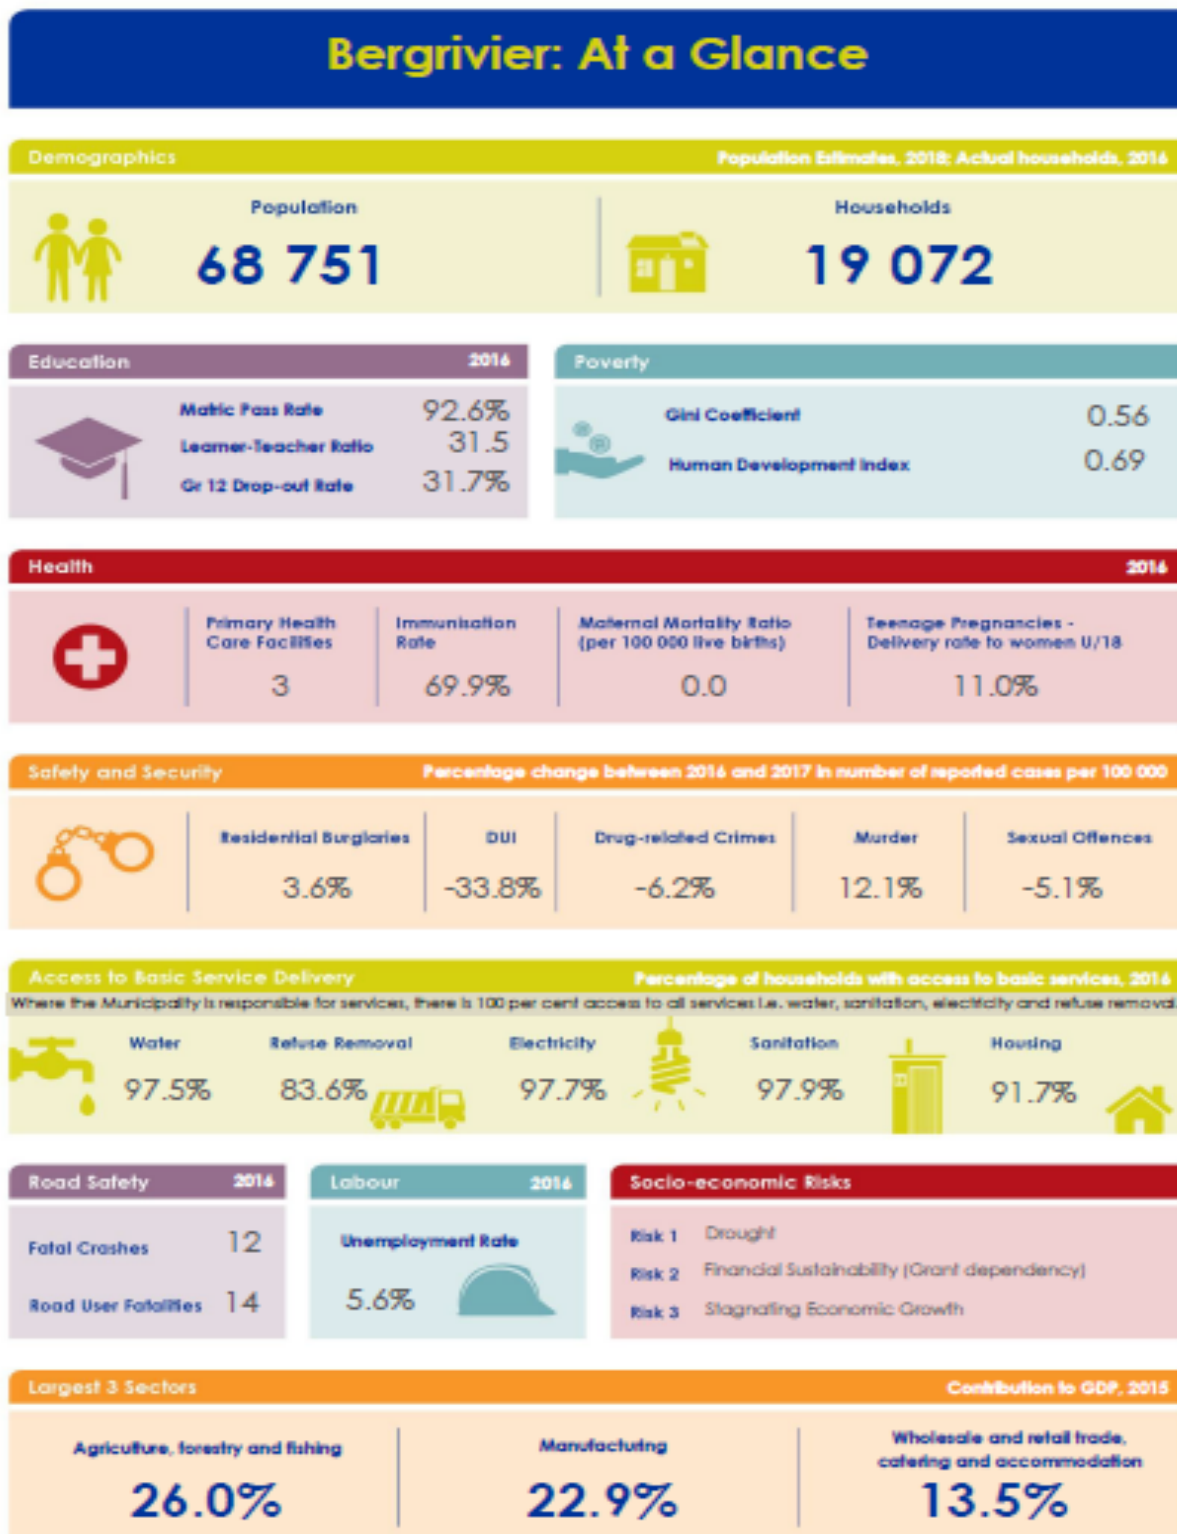 Bergrivier: At a Glance
Demographics Population Estimates, 2018; Actual households, 2016
Population Households
68 751 19 072
Education 2016
Matric Pass Rate 92.6%
Learner-Teacher Ratio 31.5
Gr 12 Drop-out Rate 31.7%
Poverty
Gini Coefficient 0.56
Human Development Index 0.69
Health 2016
Primary Health Care Facilities
3
Immunisation Rate
69.9%
Maternal Mortality Ratio
(per 100 000 live births)
0.0
Teenage Pregnancies -
Delivery rate to women U/18
11.0%
Safety and Security Percentage change between 2016 and 2017 in number of reported cases per 100 000
Residential Burglaries DUI Drug-related Crimes Murder Sexual Offences
3.6% -33.8% -6.2% 12.1% -5.1%
Access to Basic Service Delivery Percentage of households with access to basic services, 2016
Where the Municipality is responsible for services, there is 100 per cent access to all services i.e. water, sanitation, electricity and refuse removal.
Water Refuse Removal Electricity Sanitation Housing
97.5% 83.6% 97.7% 97.9% 91.7%
Road Safety 2016
Fatal Crashes 12
Road User Fatalities 14
Labour 2016
Unemployment Rate
5.6%
Socio-economic Risks
Risk 1 Drought
Risk 2 Financial Sustainability (Grant dependency)
Risk 3 Stagnating Economic Growth
Largest 3 Sectors Contribution to GDP, 2015
Agriculture, forestry and fishing
26.0%
Manufacturing
22.9%
Wholesale and retail trade,
catering and accommodation
13.5%